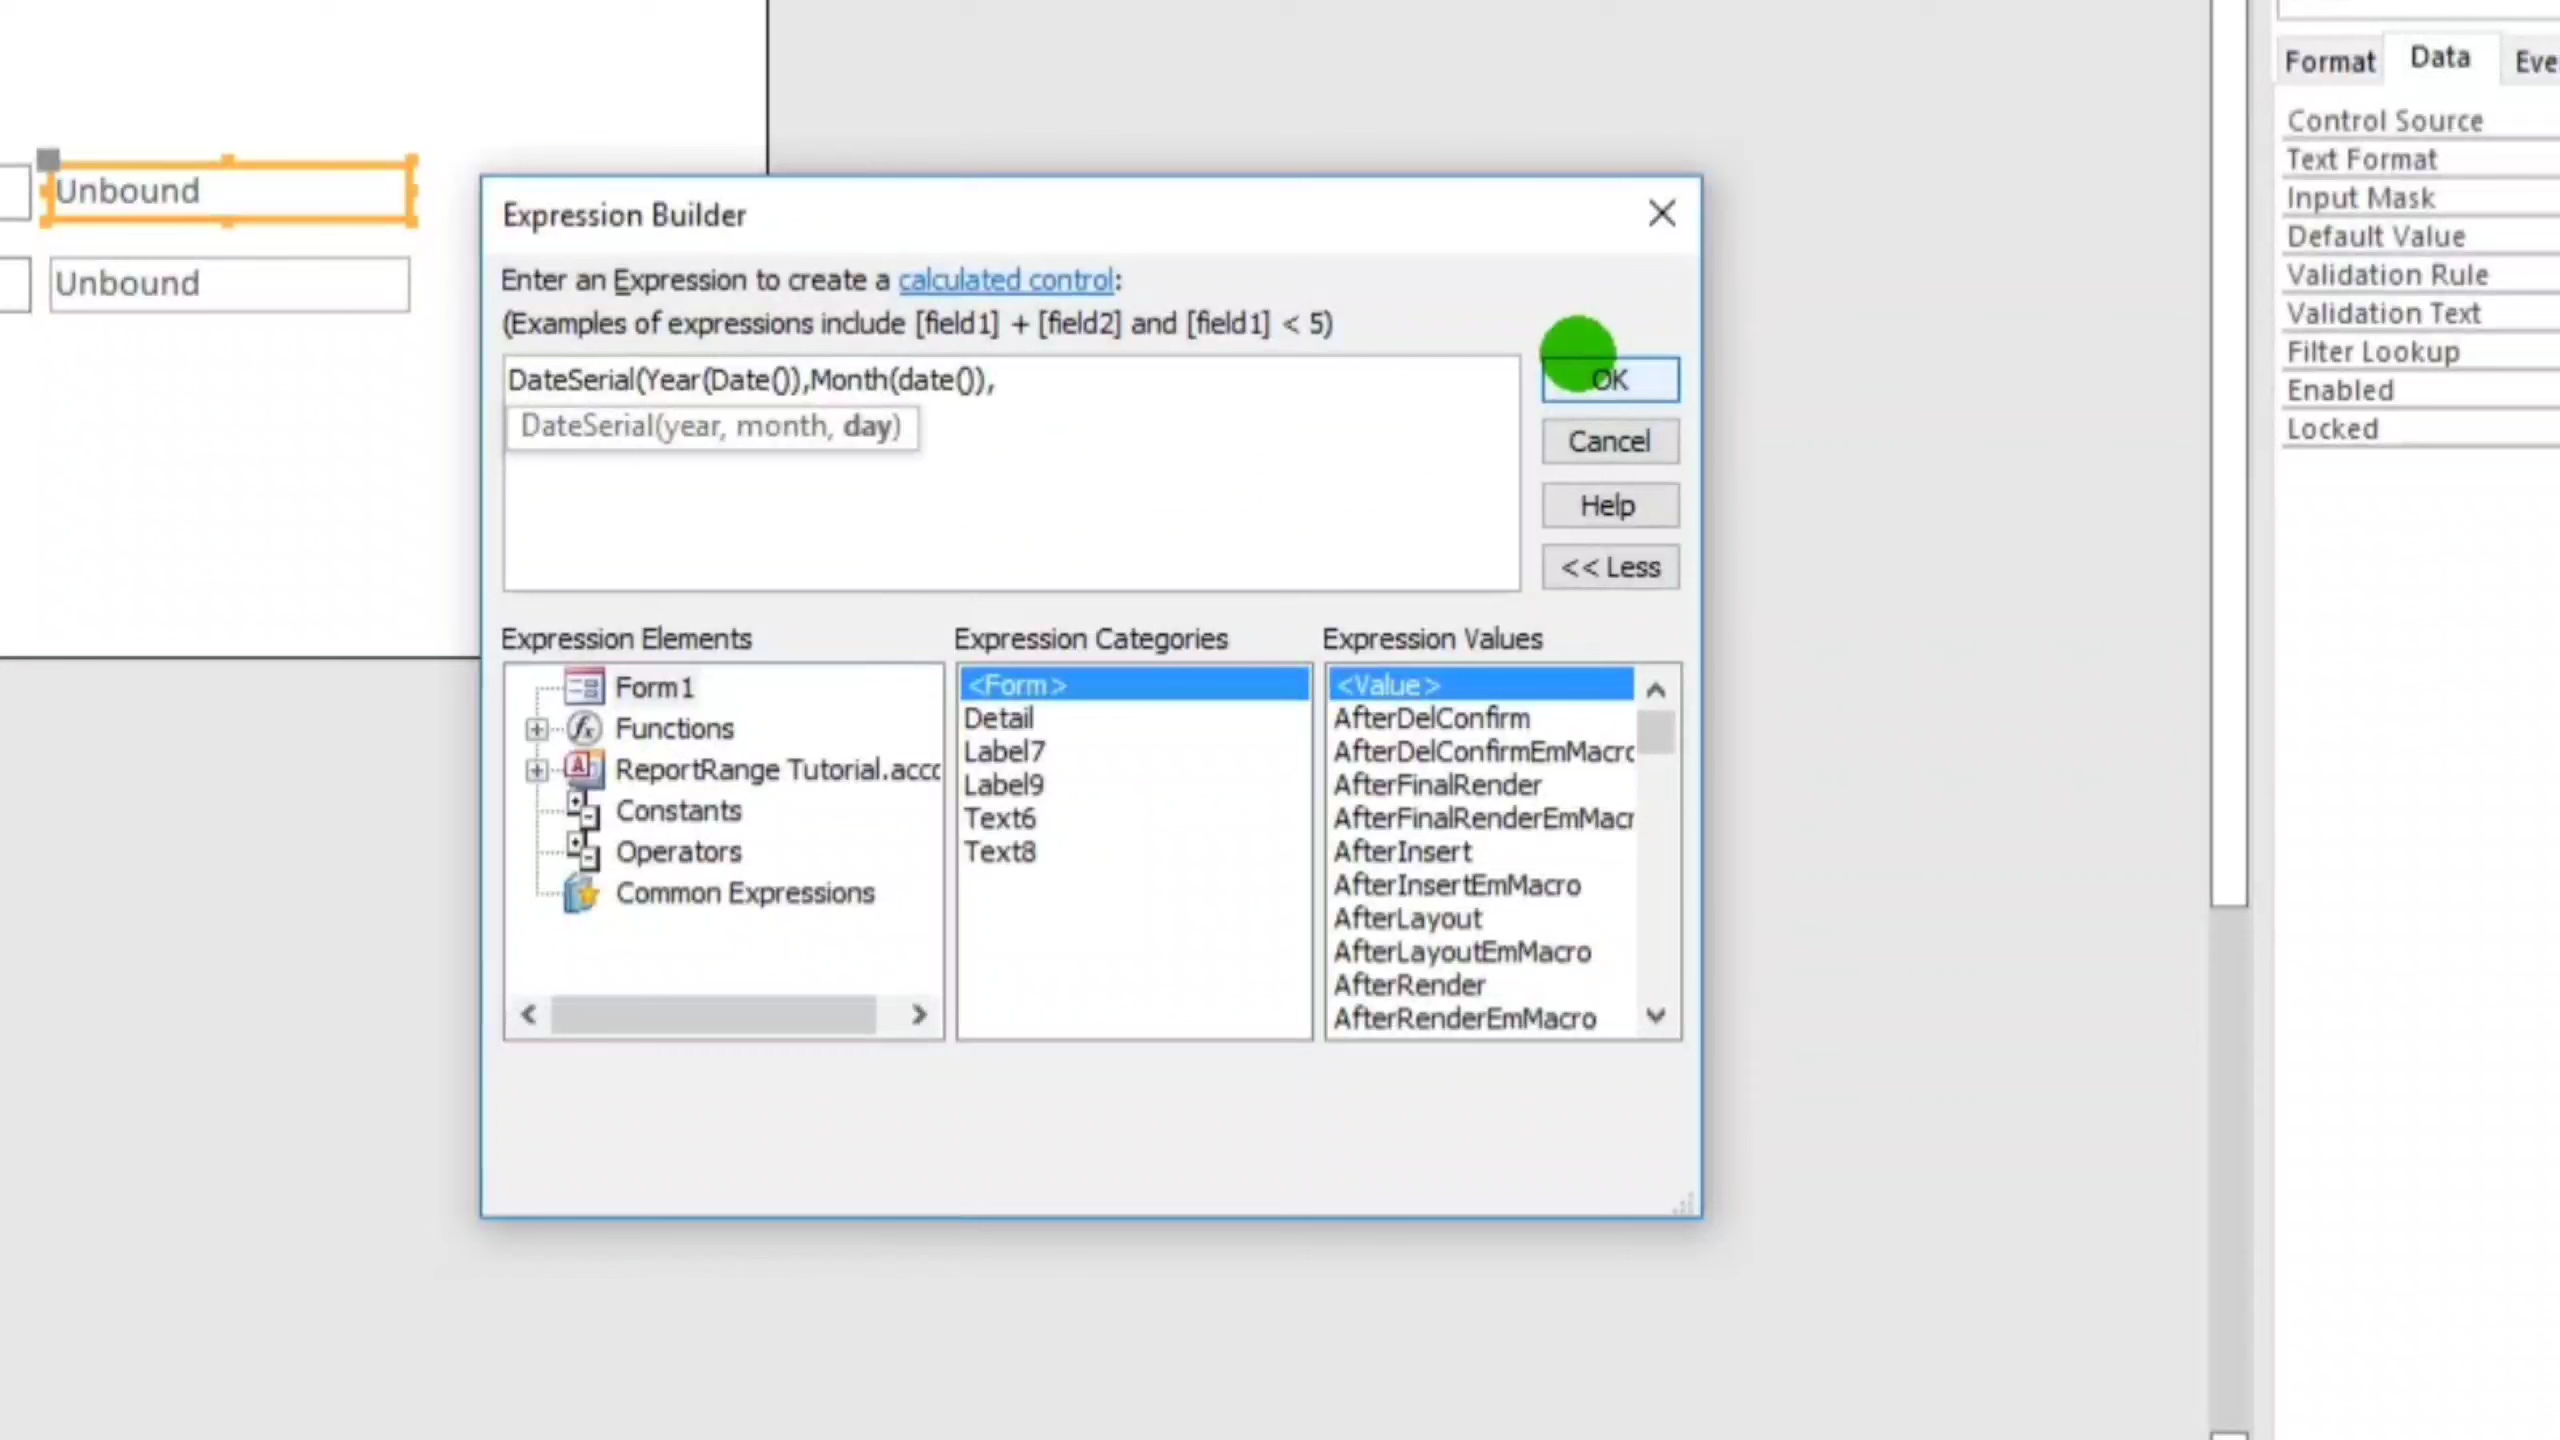 Unbound
Unbound
Expression Builder
Enter an Expression to create a calculated control:
(Examples of expressions include [field1] + [field2] and [field1] < 5)
DateSerial(Year(Date()),Month(date()),
DateSerial(year, month, day)
OK
Cancel
Help
<< Less
Expression Elements
Form1
Functions
ReportRange Tutorial.accc
Constants
Operators
Common Expressions
Expression Categories
<Form>
Detail
Label7
Label9
Text6
Text8
Expression Values
<Value>
AfterDelConfirm
AfterDelConfirmEmMacro
AfterFinalRender
AfterFinalRenderEmMacr
AfterInsert
AfterInsertEmMacro
AfterLayout
AfterLayoutEmMacro
AfterRender
AfterRenderEmMacro
Format Data Eve
Control Source
Text Format
Input Mask
Default Value
Validation Rule
Validation Text
Filter Lookup
Enabled
Locked